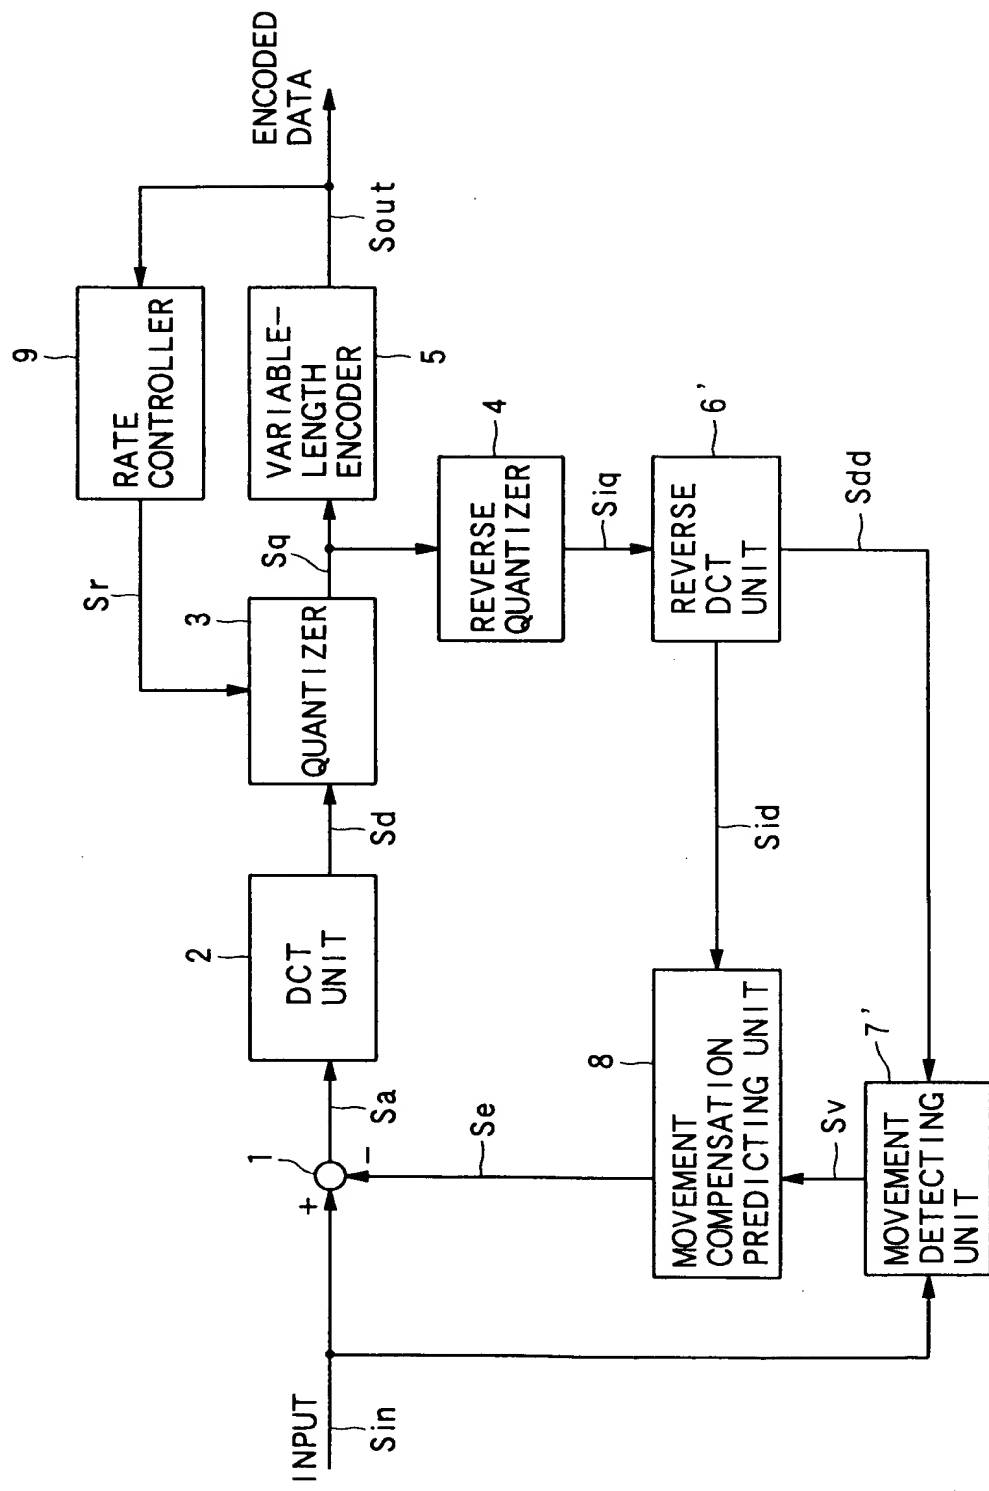 9
RATE
CONTROLLER
Sr
ENCODED
DATA
INPUT
Sin
+
1
−
Sa
2
DCT
UNIT
Sd
3
QUANTIZER
Sq
VARIABLE–
LENGTH
ENCODER
5
Sout
4
REVERSE
QUANTIZER
Siq
Se
8
MOVEMENT
COMPENSATION
PREDICTING UNIT
Sid
6'
REVERSE
DCT
UNIT
Sdd
Sv
7'
MOVEMENT
DETECTING
UNIT